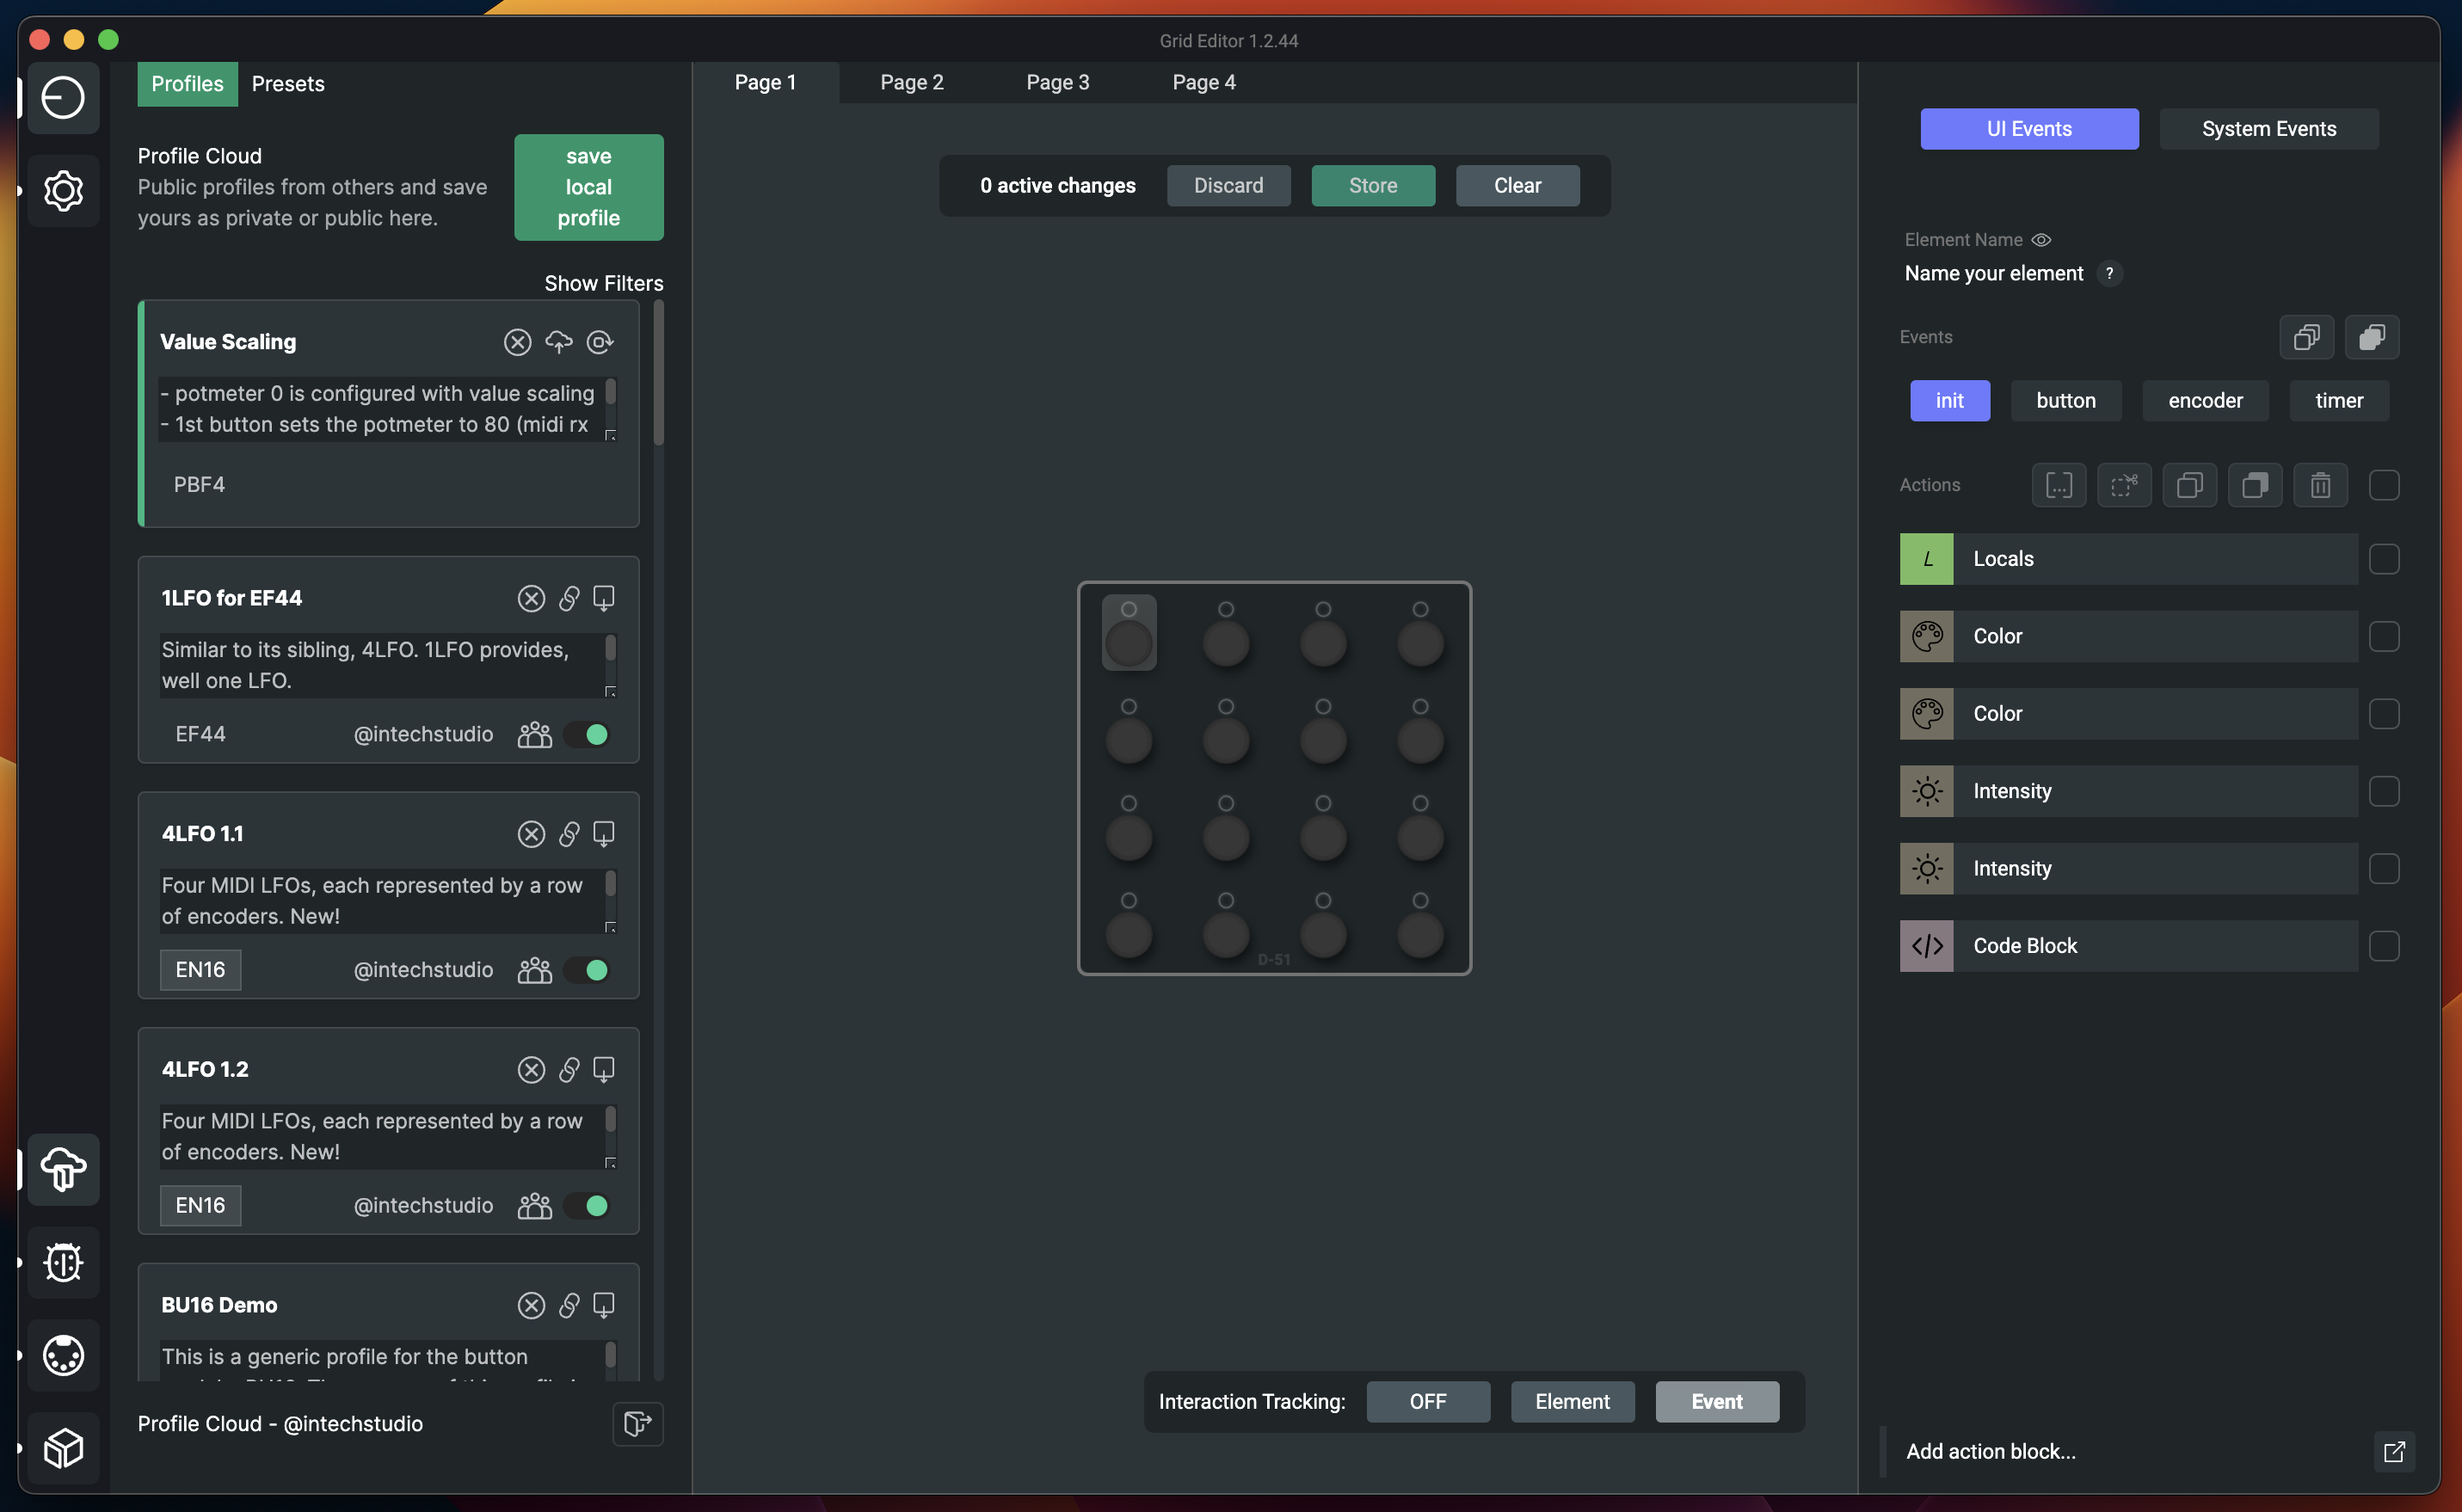 Grid Editor 1.2.44
Profiles
Presets
Profile Cloud
Public profiles from others and save
yours as private or public here.
save
local
profile
Show Filters
Value Scaling
- potmeter 0 is configured with value scaling
- 1st button sets the potmeter to 80 (midi rx
PBF4
1LFO for EF44
Similar to its sibling, 4LFO. 1LFO provides,
well one LFO.
EF44
@intechstudio
4LFO 1.1
Four MIDI LFOs, each represented by a row
of encoders. New!
EN16
@intechstudio
4LFO 1.2
Four MIDI LFOs, each represented by a row
of encoders. New!
EN16
@intechstudio
BU16 Demo
This is a generic profile for the button
Profile Cloud - @intechstudio
Page 1
Page 2
Page 3
Page 4
0 active changes
Discard
Store
Clear
D-51
Interaction Tracking:
OFF
Element
Event
UI Events
System Events
Element Name
Name your element
?
Events
init
button
encoder
timer
Actions
L
Locals
Color
Color
Intensity
Intensity
Code Block
Add action block...